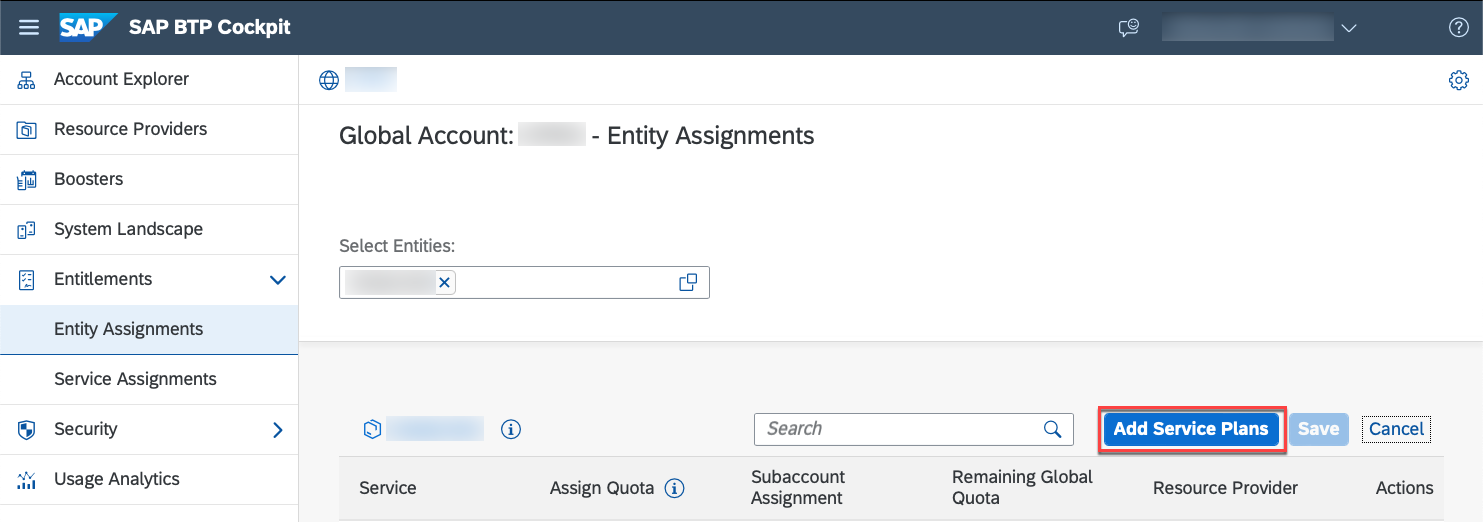 SAP SAP BTP Cockpit
Account Explorer
Resource Providers
Boosters
System Landscape
Entitlements
Entity Assignments
Service Assignments
Security
Usage Analytics
Global Account: - Entity Assignments
Select Entities:
Search
Add Service Plans
Save
Cancel
Service
Assign Quota
Subaccount
Assignment
Remaining Global
Quota
Resource Provider
Actions